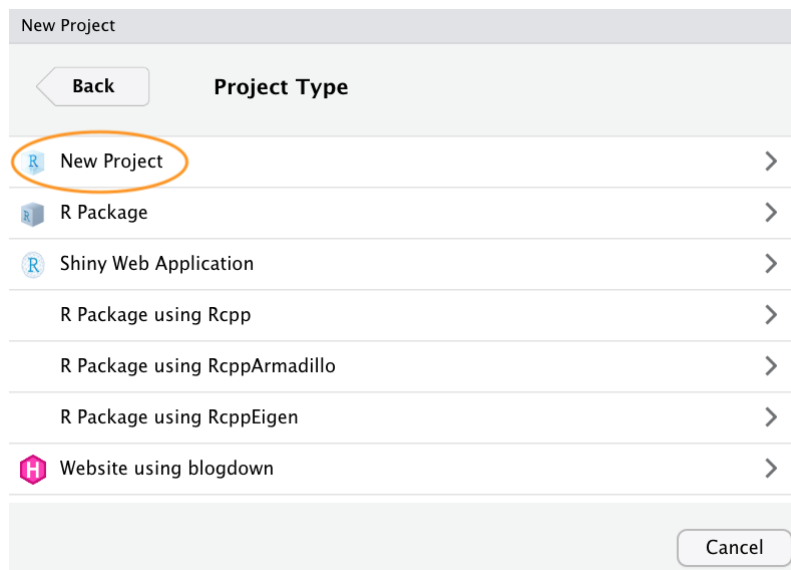 New Project
Back
Project Type
R New Project
R R Package
R Shiny Web Application
R Package using Rcpp
R Package using RcppArmadillo
R Package using RcppEigen
H Website using blogdown
Cancel